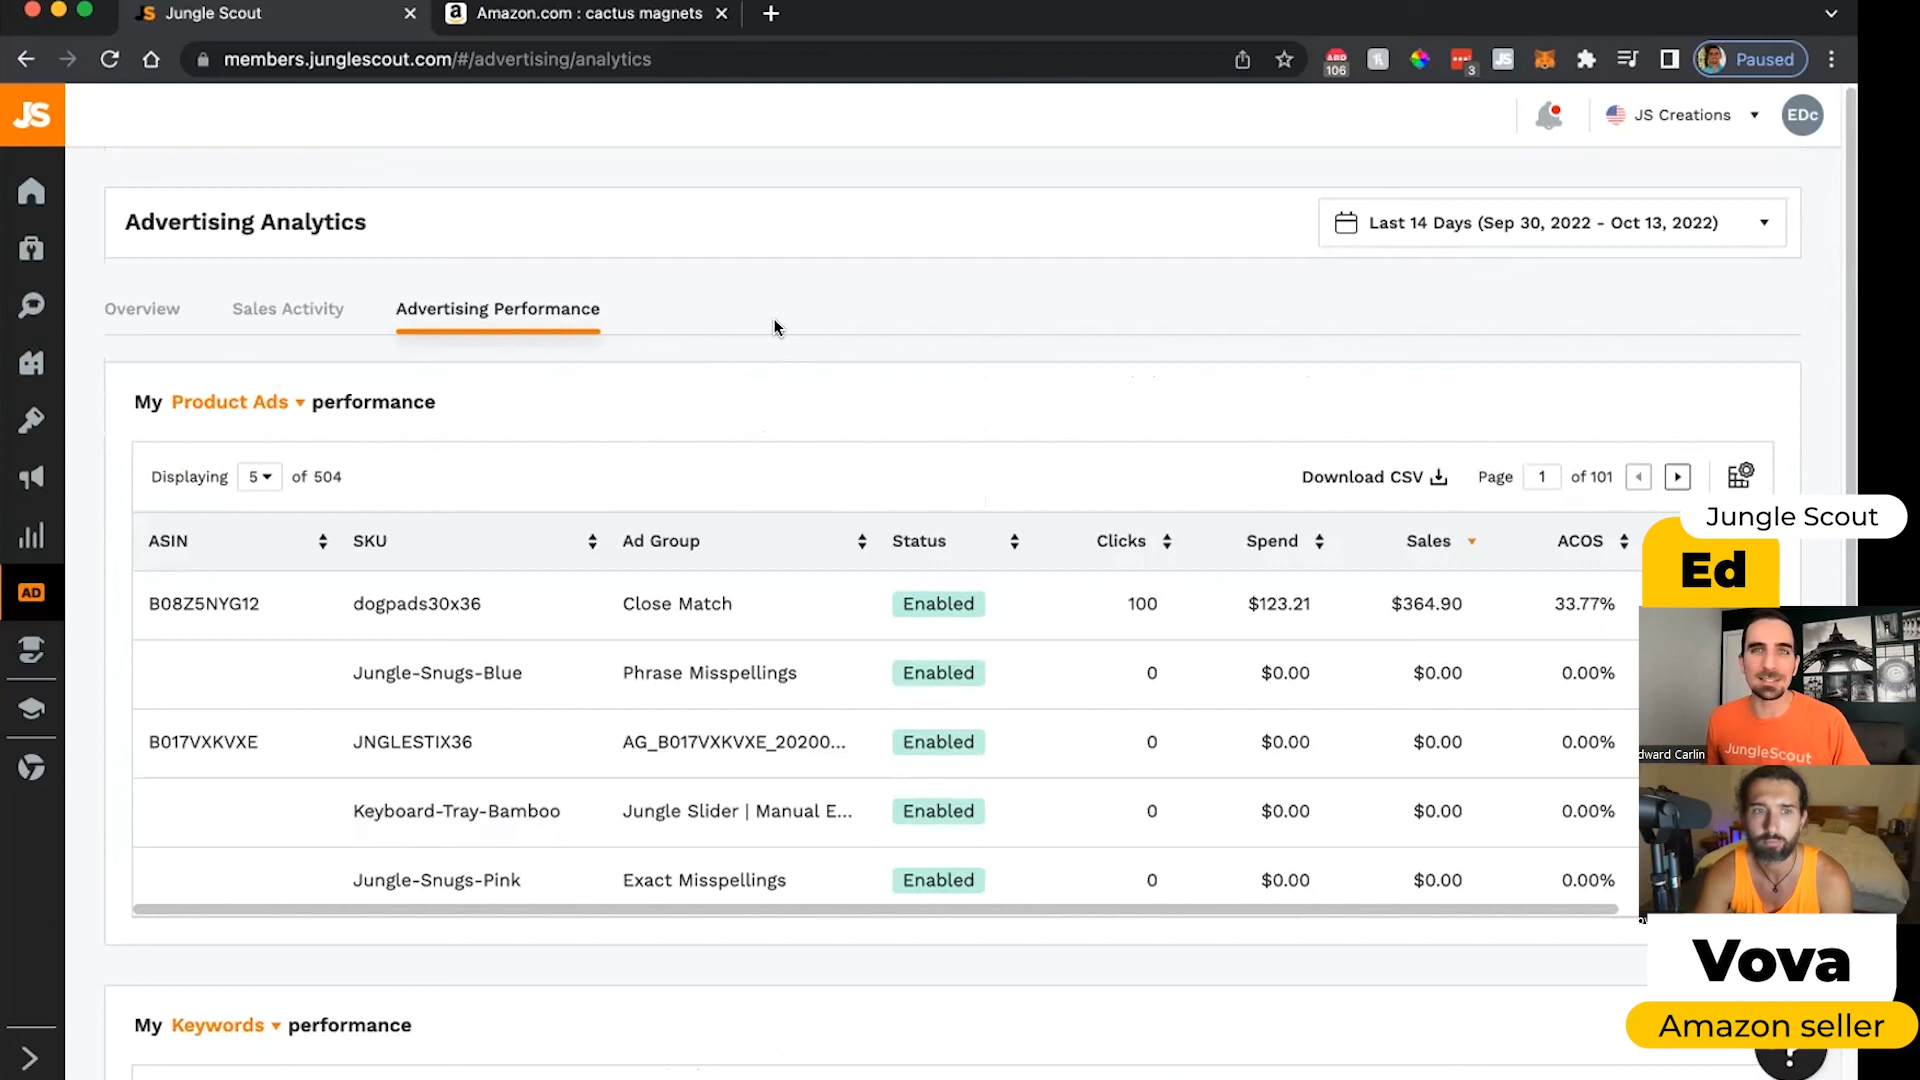 Jungle Scout
Amazon.com : cactus magnets
members.junglescout.com/#/advertising/analytics
106
3
Paused
JS
JS Creations
EDc
Advertising Analytics
Last 14 Days (Sep 30, 2022 - Oct 13, 2022)
Overview
Sales Activity
Advertising Performance
My Product Ads performance
Displaying 5 of 504
Download CSV
Page 1 of 101
ASIN SKU Ad Group Status Clicks Spend Sales ACOS
B08Z5NYG12 dogpads30x36 Close Match Enabled 100 $123.21 $364.90 33.77%
Jungle-Snugs-Blue Phrase Misspellings Enabled 0 $0.00 $0.00 0.00%
B017VXKVXE JNGLESTIX36 AG_B017VXKVXE_20200... Enabled 0 $0.00 $0.00 0.00%
Keyboard-Tray-Bamboo Jungle Slider | Manual E... Enabled 0 $0.00 $0.00 0.00%
Jungle-Snugs-Pink Exact Misspellings Enabled 0 $0.00 $0.00 0.00%
My Keywords performance
AD
Jungle Scout
Ed
dward Carlin
JungleScout
Vova
Amazon seller
?